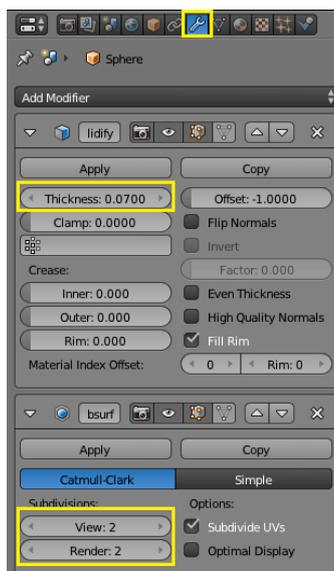 Sphere
Add Modifier
lidify
Apply Copy
Thickness: 0.0700 Offset: -1.0000
Clamp: 0.0000 Flip Normals
Invert
Crease: Factor: 0.000
Inner: 0.000 Even Thickness
Outer: 0.000 High Quality Normals
Rim: 0.000 Fill Rim
Material Index Offset: 0 Rim: 0
bsurf
Apply Copy
Catmull-Clark Simple
Subdivisions: Options:
View: 2 Subdivide UVs
Render: 2 Optimal Display